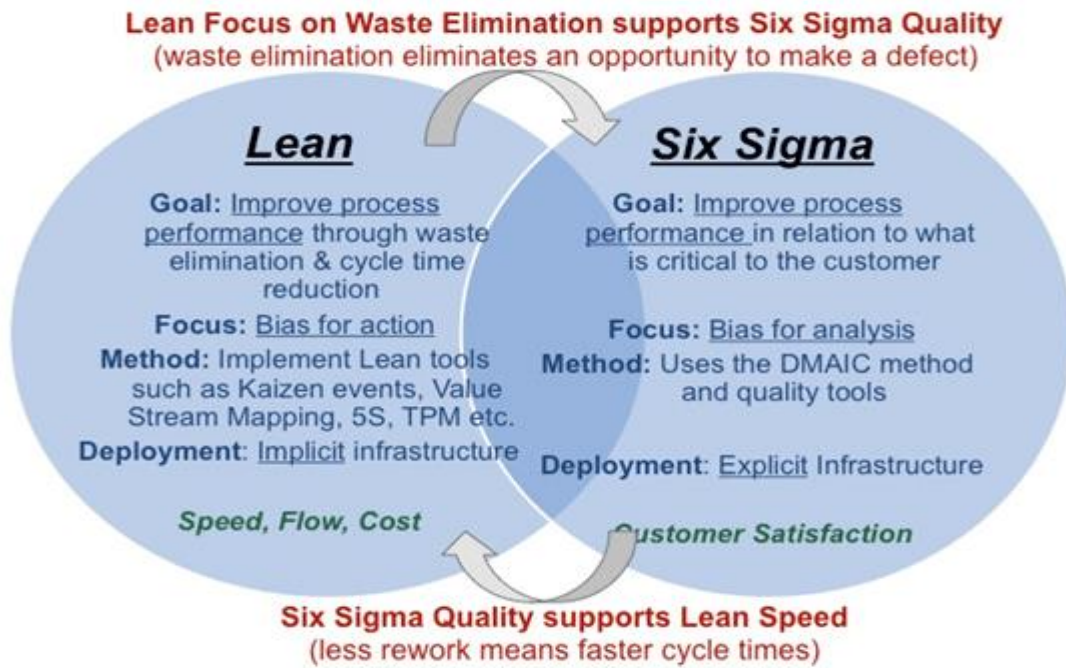 Lean Focus on Waste Elimination supports Six Sigma Quality
(waste elimination eliminates an opportunity to make a defect)
Lean
Goal: Improve process
performance through waste
elimination & cycle time
reduction
Focus: Bias for action
Method: Implement Lean tools
such as Kaizen events, Value
Stream Mapping, 5S, TPM etc.
Deployment: Implicit infrastructure
Speed, Flow, Cost
Six Sigma
Goal: Improve process
performance in relation to what
is critical to the customer
Focus: Bias for analysis
Method: Uses the DMAIC method
and quality tools
Deployment: Explicit Infrastructure
Customer Satisfaction
Six Sigma Quality supports Lean Speed
(less rework means faster cycle times)